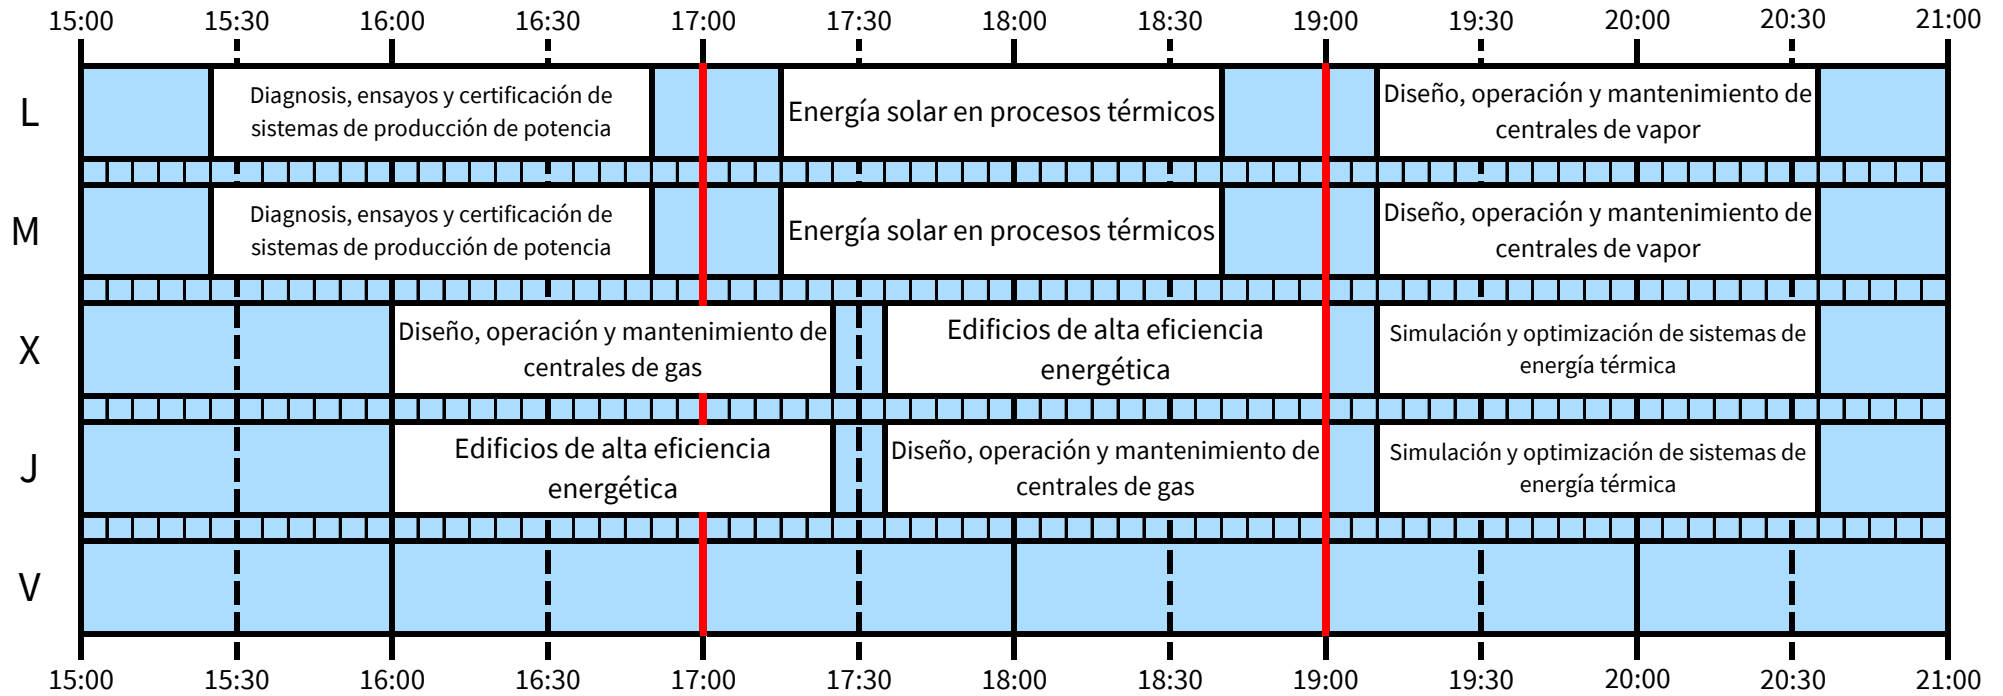 15:00 15:30 16:00 16:30 17:00 17:30 18:00 18:30 19:00 19:30 20:00 20:30 21:00
L
Diagnosis, ensayos y certificación de
sistemas de producción de potencia
Energía solar en procesos térmicos
Diseño, operación y mantenimiento de
centrales de vapor
M
Diagnosis, ensayos y certificación de
sistemas de producción de potencia
Energía solar en procesos térmicos
Diseño, operación y mantenimiento de
centrales de vapor
X
Diseño, operación y mantenimiento de
centrales de gas
Edificios de alta eficiencia
energética
Simulación y optimización de sistemas de
energía térmica
J
Edificios de alta eficiencia
energética
Diseño, operación y mantenimiento de
centrales de gas
Simulación y optimización de sistemas de
energía térmica
V
15:00 15:30 16:00 16:30 17:00 17:30 18:00 18:30 19:00 19:30 20:00 20:30 21:00